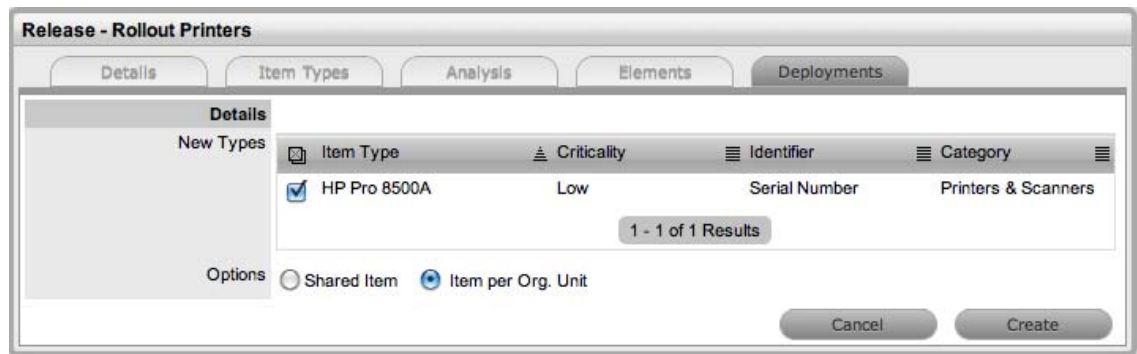 Release - Rollout Printers
Details Item Types Analysis Elements Deployments
Details
New Types
Item Type Criticality Identifier Category
HP Pro 8500A Low Serial Number Printers & Scanners
1 - 1 of 1 Results
Options Shared Item Item per Org. Unit
Cancel Create